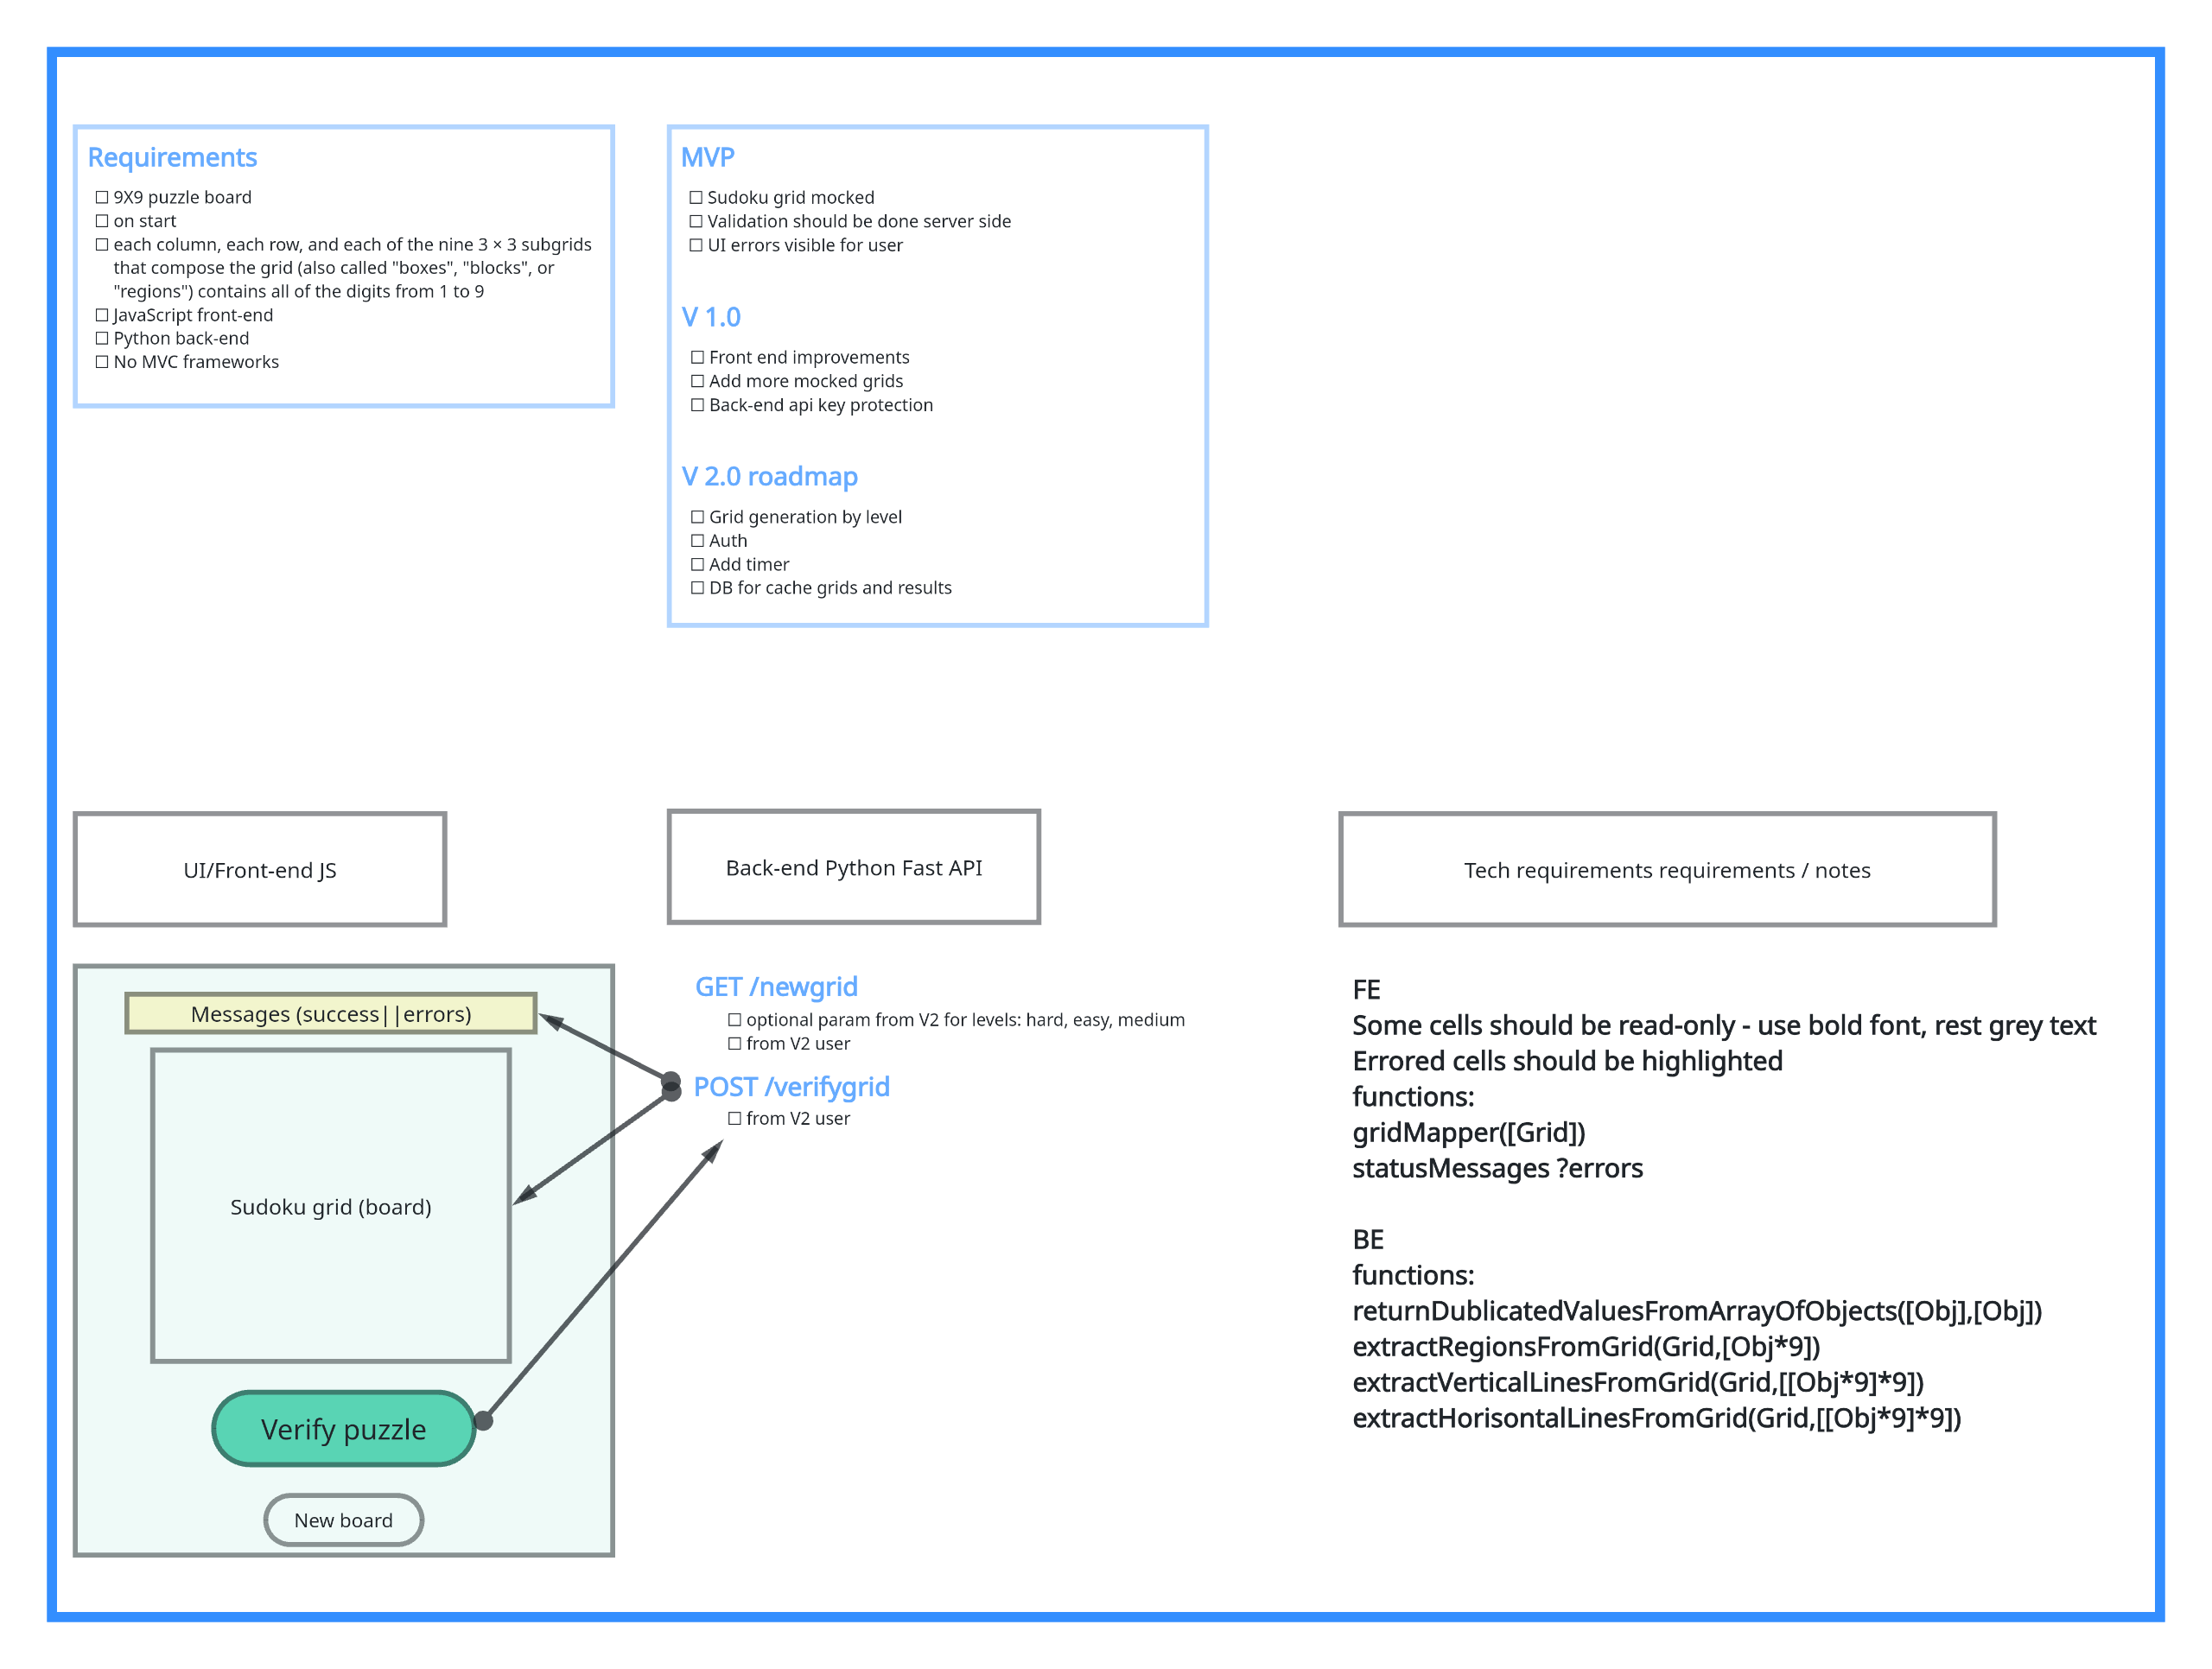 Requirements
☐ 9X9 puzzle board
☐ on start
☐ each column, each row, and each of the nine 3 × 3 subgrids
that compose the grid (also called "boxes", "blocks", or
"regions") contains all of the digits from 1 to 9
☐ JavaScript front-end
☐ Python back-end
☐ No MVC frameworks
MVP
☐ Sudoku grid mocked
☐ Validation should be done server side
☐ UI errors visible for user
V 1.0
☐ Front end improvements
☐ Add more mocked grids
☐ Back-end api key protection
V 2.0 roadmap
☐ Grid generation by level
☐ Auth
☐ Add timer
☐ DB for cache grids and results
UI/Front-end JS
Back-end Python Fast API
Tech requirements requirements / notes
Messages (success||errors)
Sudoku grid (board)
Verify puzzle
New board
GET /newgrid
☐ optional param from V2 for levels: hard, easy, medium
☐ from V2 user
POST /verifygrid
☐ from V2 user
FE
Some cells should be read-only - use bold font, rest grey text
Errored cells should be highlighted
functions:
gridMapper([Grid])
statusMessages ?errors
BE
functions:
returnDublicatedValuesFromArrayOfObjects([Obj],[Obj])
extractRegionsFromGrid(Grid,[Obj*9])
extractVerticalLinesFromGrid(Grid,[[Obj*9]*9])
extractHorisontalLinesFromGrid(Grid,[[Obj*9]*9])